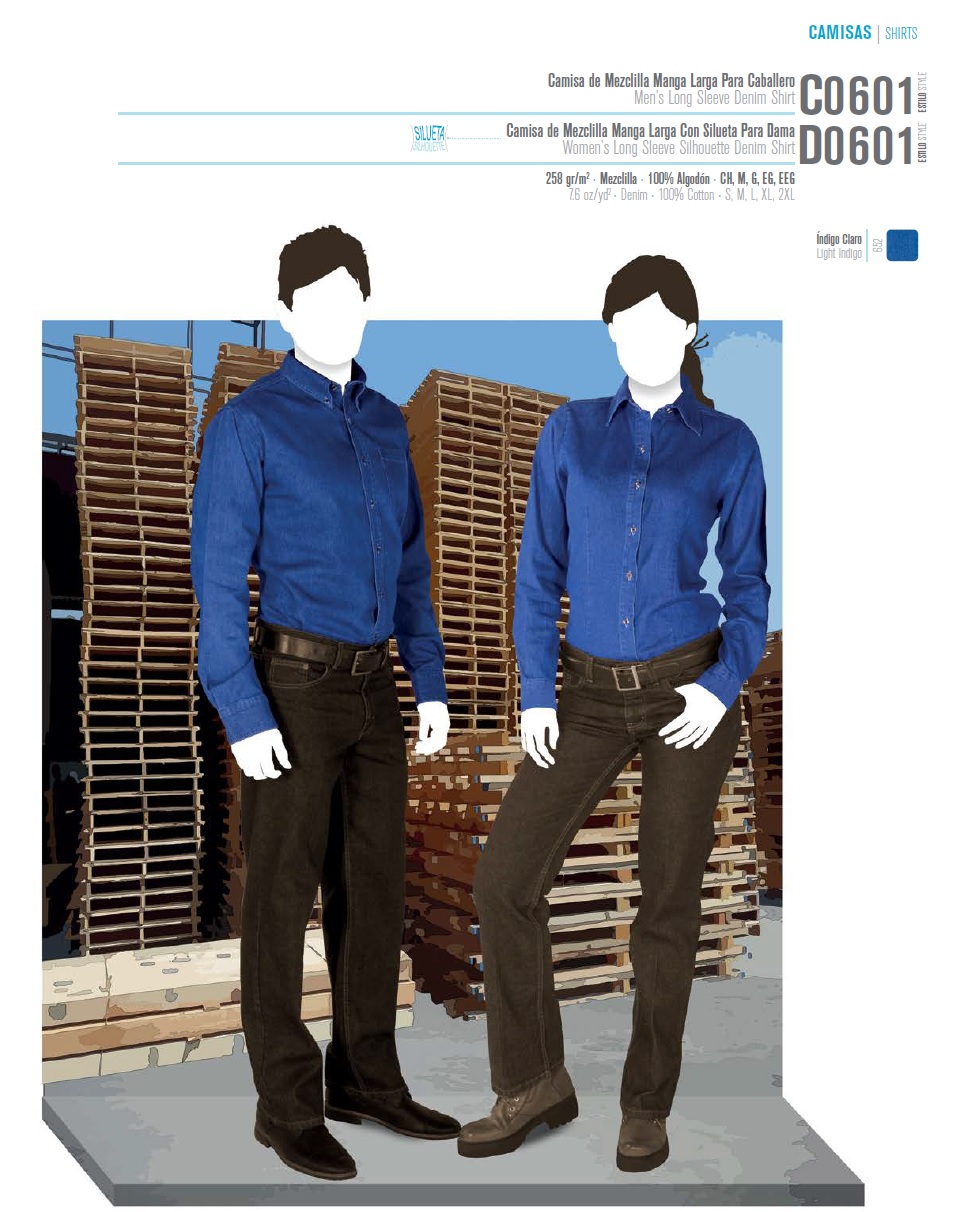 CAMISAS | SHIRTS
Camisa de Mezclilla Manga Larga Para Caballero
Men's Long Sleeve Denim Shirt
C0601
ESTILO STYLE
SILUETA
SILHOUETTE
Camisa de Mezclilla Manga Larga Con Silueta Para Dama
Women's Long Sleeve Silhouette Denim Shirt
D0601
ESTILO STYLE
258 gr/m² · Mezclilla · 100% Algodón · CH, M, G, EG, EEG
7.6 oz/yd² · Denim · 100% Cotton · S, M, L, XL, 2XL
Índigo Claro
Light Indigo
652